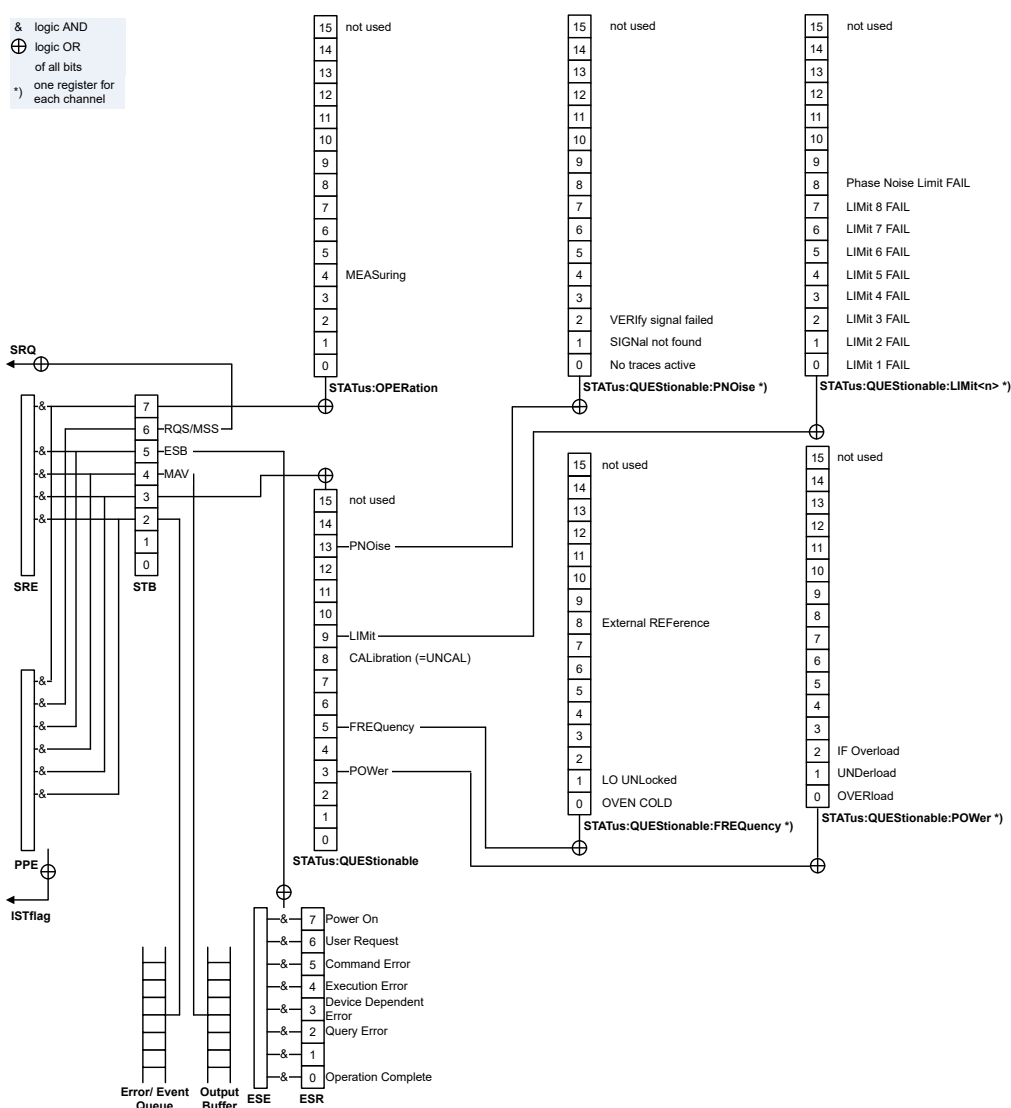 & logic AND
⊕ logic OR
of all bits
*) one register for
each channel
15 not used
14
13
12
11
10
9
8
7
6
5
4 MEASuring
3
2
1
0
STATus:OPERation
15 not used
14
13
12
11
10
9
8
7
6
5
4
3
2 VERIfy signal failed
1 SIGNal not found
0 No traces active
STATus:QUEStionable:PNOise *)
15 not used
14
13
12
11
10
9
8 Phase Noise Limit FAIL
7 LIMit 8 FAIL
6 LIMit 7 FAIL
5 LIMit 6 FAIL
4 LIMit 5 FAIL
3 LIMit 4 FAIL
2 LIMit 3 FAIL
1 LIMit 2 FAIL
0 LIMit 1 FAIL
STATus:QUEStionable:LIMit<n> *)
SRQ
&
&
&
&
&
SRE
7
6 RQS/MSS
5 ESB
4 MAV
3
2
1
0
STB
15 not used
14
13 PNOise
12
11
10
9 LIMit
8 CALibration (=UNCAL)
7
6
5 FREQuency
4
3 POWer
2
1
0
STATus:QUEStionable
15 not used
14
13
12
11
10
9
8 External REFerence
7
6
5
4
3
2
1 LO UNLocked
0 OVEN COLD
STATus:QUEStionable:FREQuency *)
15 not used
14
13
12
11
10
9
8
7
6
5
4
3
2 IF Overload
1 UNDerload
0 OVERload
STATus:QUEStionable:POWer *)
&
&
&
&
&
&
PPE
ISTflag
& 7 Power On
& 6 User Request
& 5 Command Error
& 4 Execution Error
& 3 Device Dependent
Error
& 2 Query Error
& 1
& 0 Operation Complete
ESE
ESR
Error/ Event
Queue
Output
Buffer